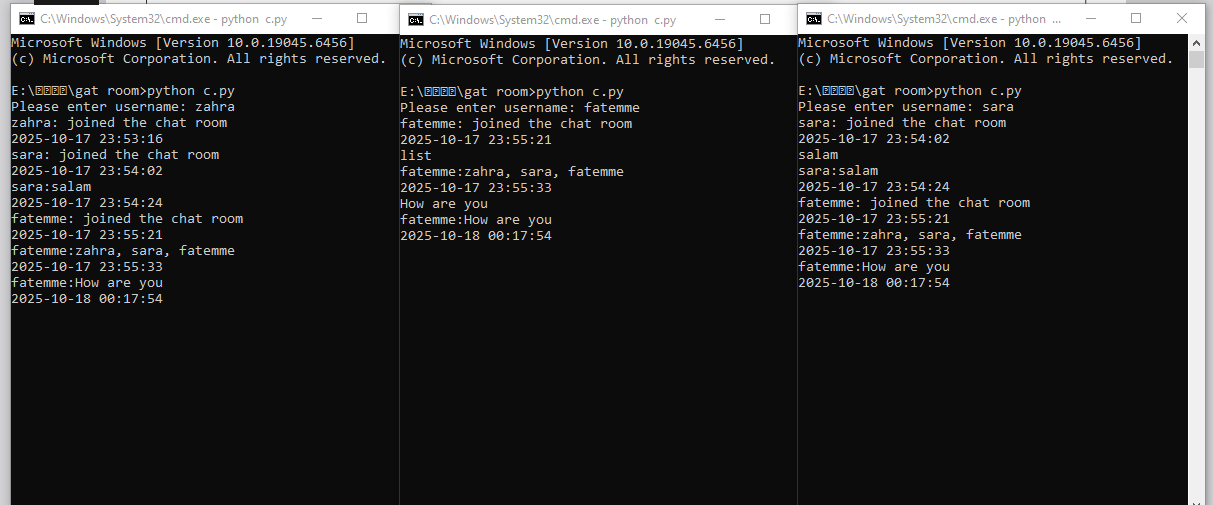 C:\Windows\System32\cmd.exe - python  c.py
Microsoft Windows [Version 10.0.19045.6456]
(c) Microsoft Corporation. All rights reserved.
E:\\gat room>python c.py
Please enter username: zahra
zahra: joined the chat room
2025-10-17 23:53:16
sara: joined the chat room
2025-10-17 23:54:02
sara:salam
2025-10-17 23:54:24
fatemme: joined the chat room
2025-10-17 23:55:21
fatemme:zahra, sara, fatemme
2025-10-17 23:55:33
fatemme:How are you
2025-10-18 00:17:54
C:\Windows\System32\cmd.exe - python  c.py
Microsoft Windows [Version 10.0.19045.6456]
(c) Microsoft Corporation. All rights reserved.
E:\\gat room>python c.py
Please enter username: fatemme
fatemme: joined the chat room
2025-10-17 23:55:21
list
fatemme:zahra, sara, fatemme
2025-10-17 23:55:33
How are you
fatemme:How are you
2025-10-18 00:17:54
C:\Windows\System32\cmd.exe - python ...
Microsoft Windows [Version 10.0.19045.6456]
(c) Microsoft Corporation. All rights reserved.
E:\\gat room>python c.py
Please enter username: sara
sara: joined the chat room
2025-10-17 23:54:02
salam
sara:salam
2025-10-17 23:54:24
fatemme: joined the chat room
2025-10-17 23:55:21
fatemme:zahra, sara, fatemme
2025-10-17 23:55:33
fatemme:How are you
2025-10-18 00:17:54